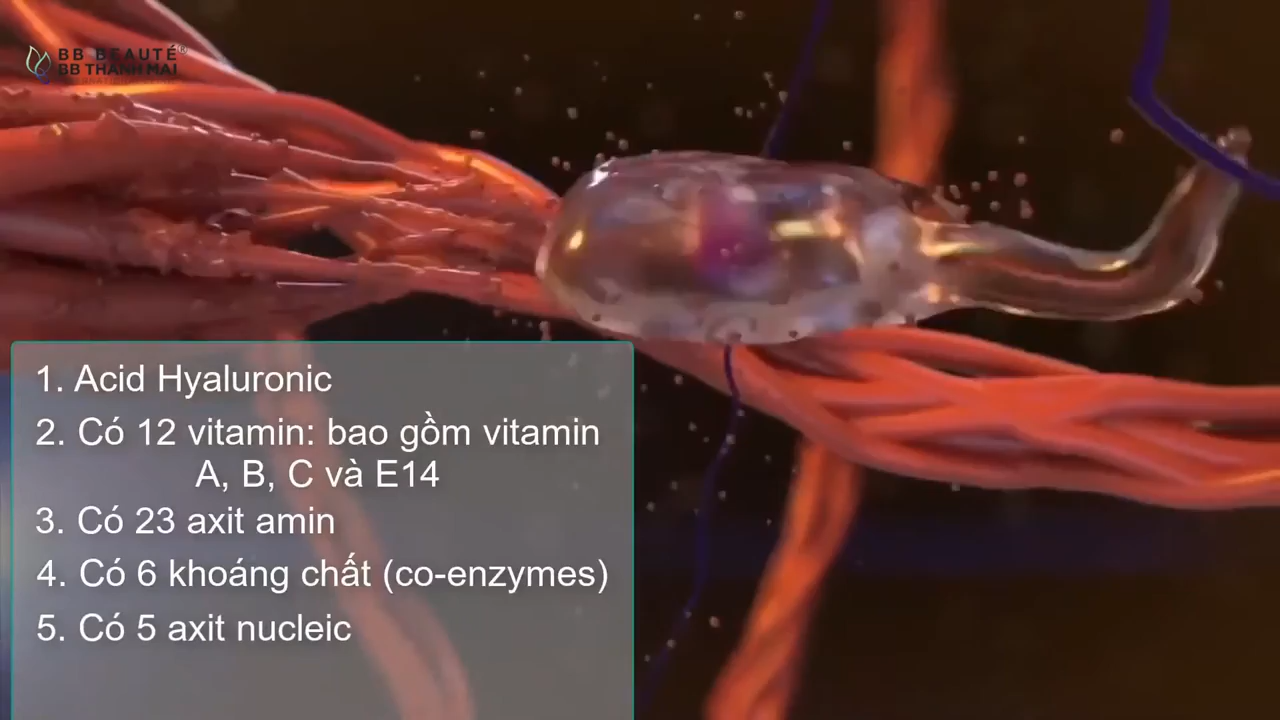 BB BEAUTÉ®
BB THANH MAI
1. Acid Hyaluronic
2. Có 12 vitamin: bao gồm vitamin
A, B, C và E14
3. Có 23 axit amin
4. Có 6 khoáng chất (co-enzymes)
5. Có 5 axit nucleic